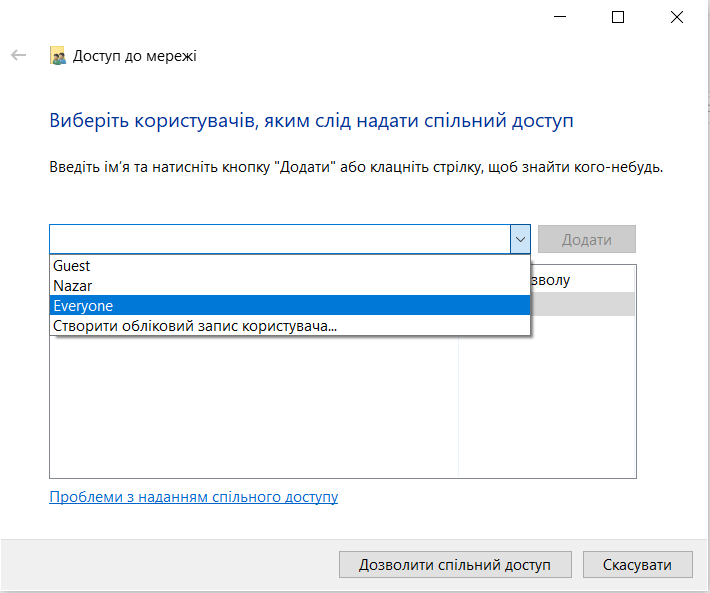 Доступ до мережі
Виберіть користувачів, яким слід надати спільний доступ
Введіть ім’я та натисніть кнопку "Додати" або клацніть стрілку, щоб знайти кого-небудь.
Додати
Guest
зволу
Nazar
Everyone
Створити обліковий запис користувача...
Проблеми з наданням спільного доступу
Дозволити спільний доступ
Скасувати